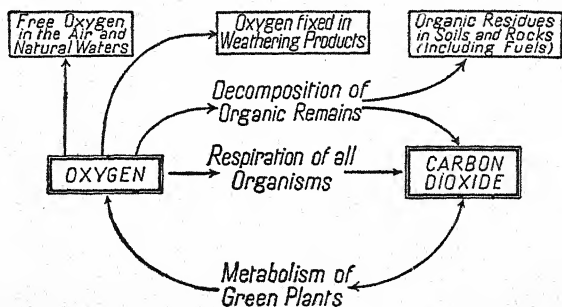 Free Oxygen
in the Air and
Natural Waters
Oxygen fixed in
Weathering Products
Organic Residues
in Soils and Rocks
(Including Fuels)
Decomposition of
Organic Remains
OXYGEN
Respiration of all
Organisms
CARBON
DIOXIDE
Metabolism of
Green Plants